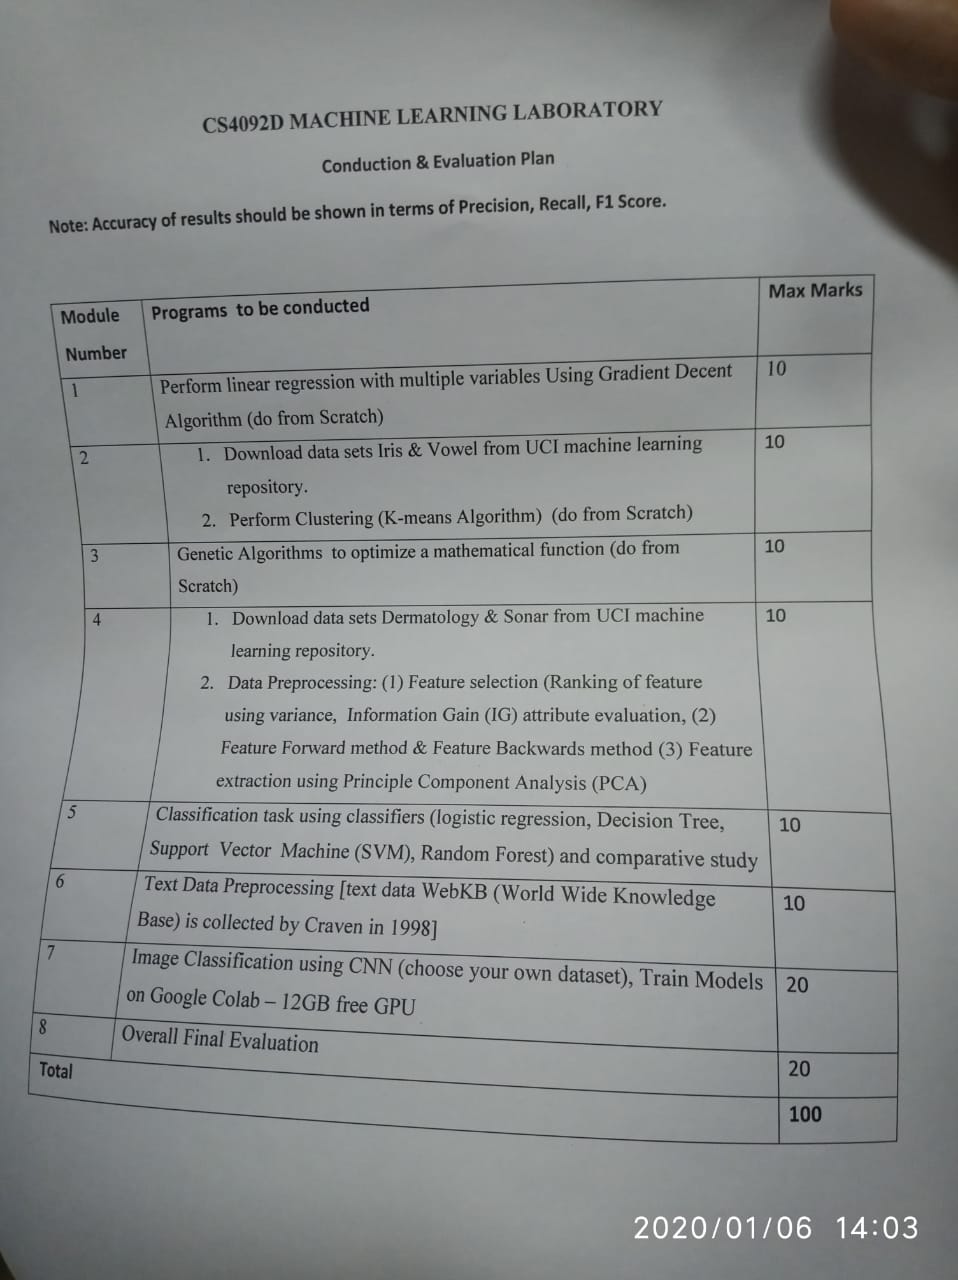 CS4092D MACHINE LEARNING LABORATORY
Conduction & Evaluation Plan
Note: Accuracy of results should be shown in terms of Precision, Recall, F1 Score.
Module Number
Programs to be conducted
Max Marks
1
Perform linear regression with multiple variables Using Gradient Decent
Algorithm (do from Scratch)
10
2
1. Download data sets Iris & Vowel from UCI machine learning
repository.
2. Perform Clustering (K-means Algorithm) (do from Scratch)
10
3
Genetic Algorithms to optimize a mathematical function (do from
Scratch)
10
4
1. Download data sets Dermatology & Sonar from UCI machine
learning repository.
2. Data Preprocessing: (1) Feature selection (Ranking of feature
using variance, Information Gain (IG) attribute evaluation, (2)
Feature Forward method & Feature Backwards method (3) Feature
extraction using Principle Component Analysis (PCA)
10
5
Classification task using classifiers (logistic regression, Decision Tree,
Support Vector Machine (SVM), Random Forest) and comparative study
10
6
Text Data Preprocessing [text data WebKB (World Wide Knowledge
Base) is collected by Craven in 1998]
10
7
Image Classification using CNN (choose your own dataset), Train Models
on Google Colab – 12GB free GPU
20
8
Overall Final Evaluation
20
Total
100
2020/01/06 14:03